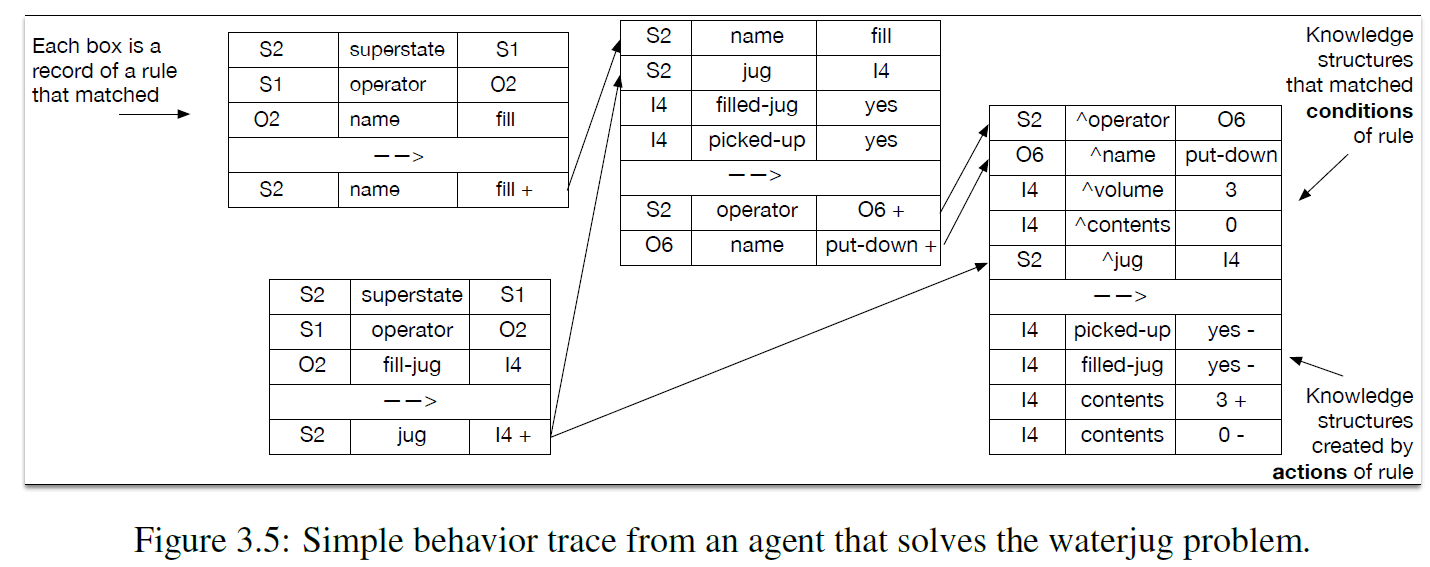 Each box is a
record of a rule
that matched
S2 superstate S1
S1 operator O2
O2 name fill
— — >
S2 name fill +
S2 superstate S1
S1 operator O2
O2 fill-jug I4
— — >
S2 jug I4 +
S2 name fill
S2 jug I4
I4 filled-jug yes
I4 picked-up yes
— — >
S2 operator O6 +
O6 name put-down +
S2 ^operator O6
O6 ^name put-down
I4 ^volume 3
I4 ^contents 0
S2 ^jug I4
— — >
I4 picked-up yes -
I4 filled-jug yes -
I4 contents 3 +
I4 contents 0 -
Knowledge
structures
that matched
conditions
of rule
Knowledge
structures
created by
actions of rule
Figure 3.5: Simple behavior trace from an agent that solves the waterjug problem.